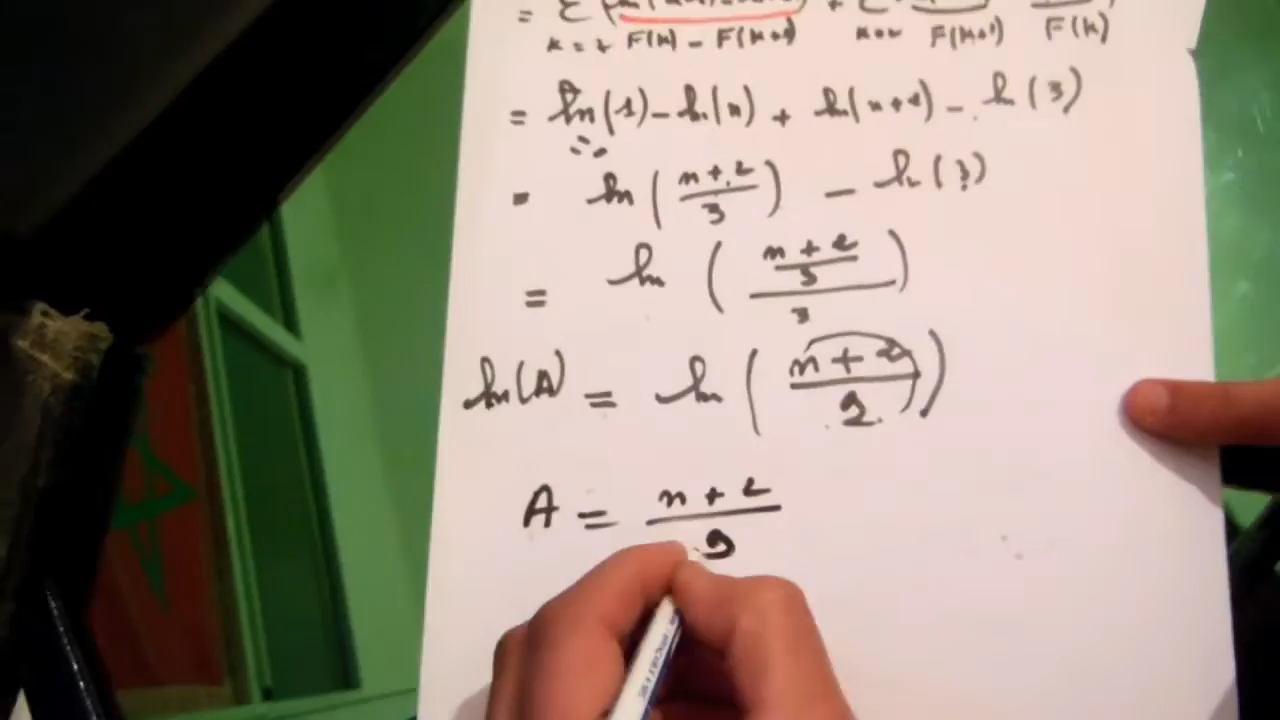 F(k) - F(k+1) F(k+1) F(k)
= ln(1) - ln(n) + ln(n+2) - ln(3)
= ln((n+2)/3) - ln(3)
= ln(((n+2)/3)/3)
ln(A) = ln((n+2)/9)
A = (n+2)/9